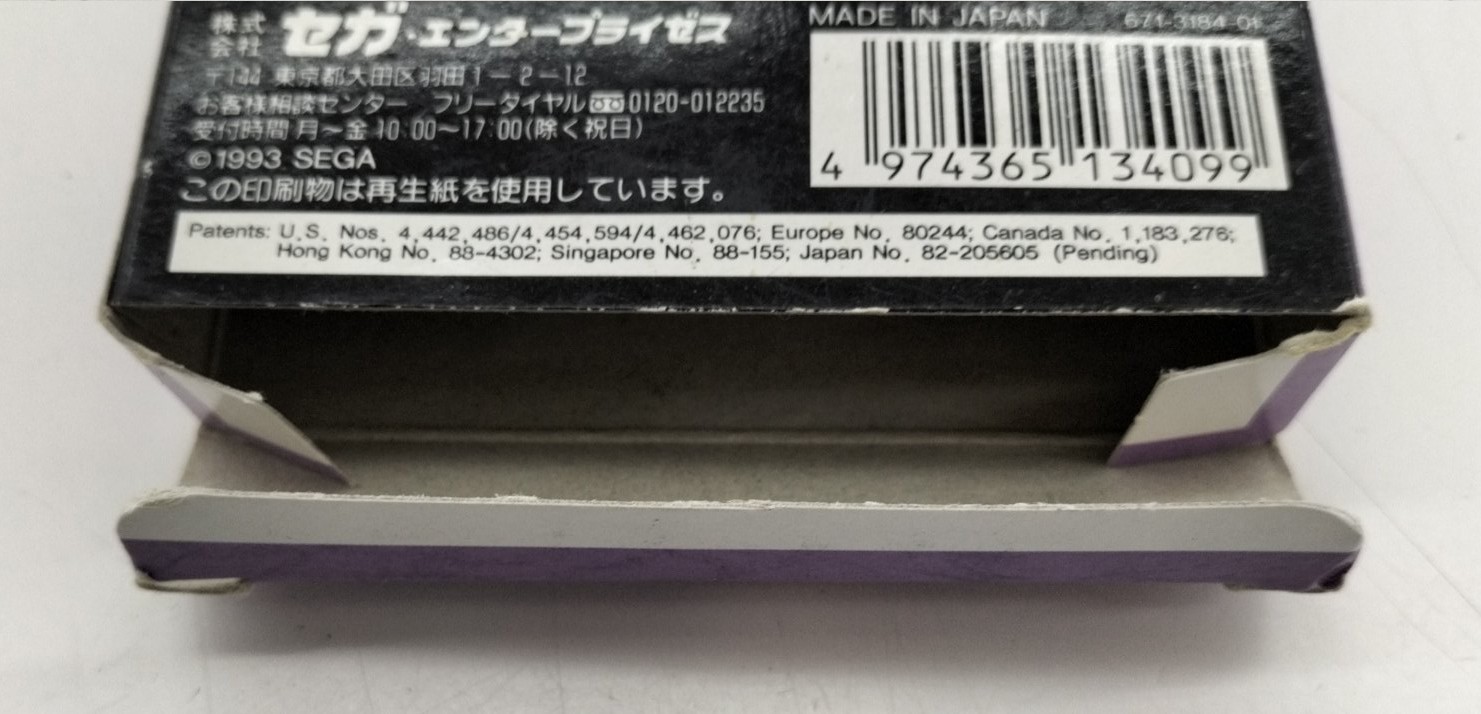 株式会社 セガ・エンタープライゼス
〒144 東京都大田区羽田1-2-12
お客様相談センター フリーダイヤル 0120-012235
受付時間 月~金 10:00~17:00(除く祝日)
©1993 SEGA
この印刷物は再生紙を使用しています。
MADE IN JAPAN 671-3184-01
4 974365 134099
Patents: U.S. Nos. 4,442,486/4,454,594/4,462,076; Europe No. 80244; Canada No. 1,183,276;
Hong Kong No. 88-4302; Singapore No. 88-155; Japan No. 82-205605 (Pending)